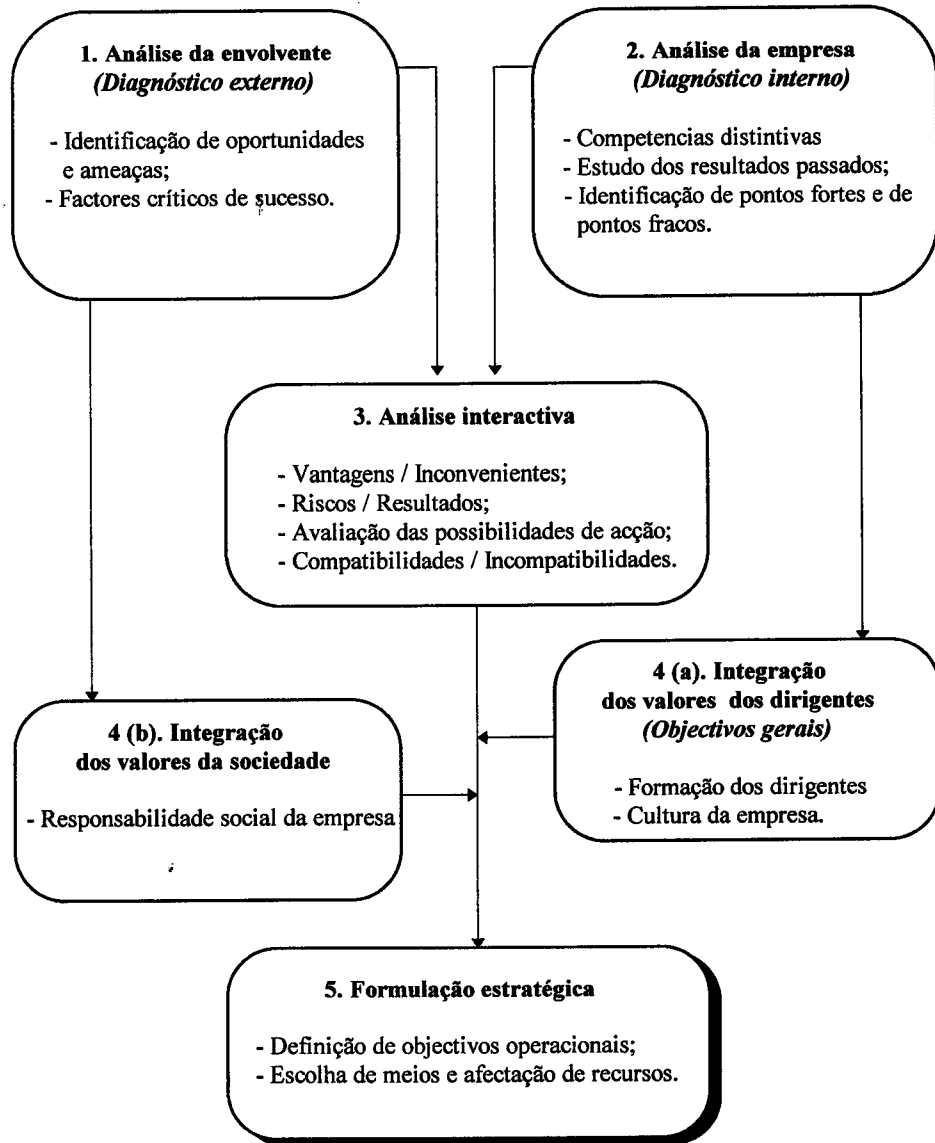 1. Análise da envolvente
(Diagnóstico externo)
- Identificação de oportunidades
e ameaças;
- Factores críticos de sucesso.
2. Análise da empresa
(Diagnóstico interno)
- Competencias distintivas
- Estudo dos resultados passados;
- Identificação de pontos fortes e de
pontos fracos.
3. Análise interactiva
- Vantagens / Inconvenientes;
- Riscos / Resultados;
- Avaliação das possibilidades de acção;
- Compatibilidades / Incompatibilidades.
4 (a). Integração
dos valores dos dirigentes
(Objectivos gerais)
- Formação dos dirigentes
- Cultura da empresa.
4 (b). Integração
dos valores da sociedade
- Responsabilidade social da empresa
5. Formulação estratégica
- Definição de objectivos operacionais;
- Escolha de meios e afectação de recursos.